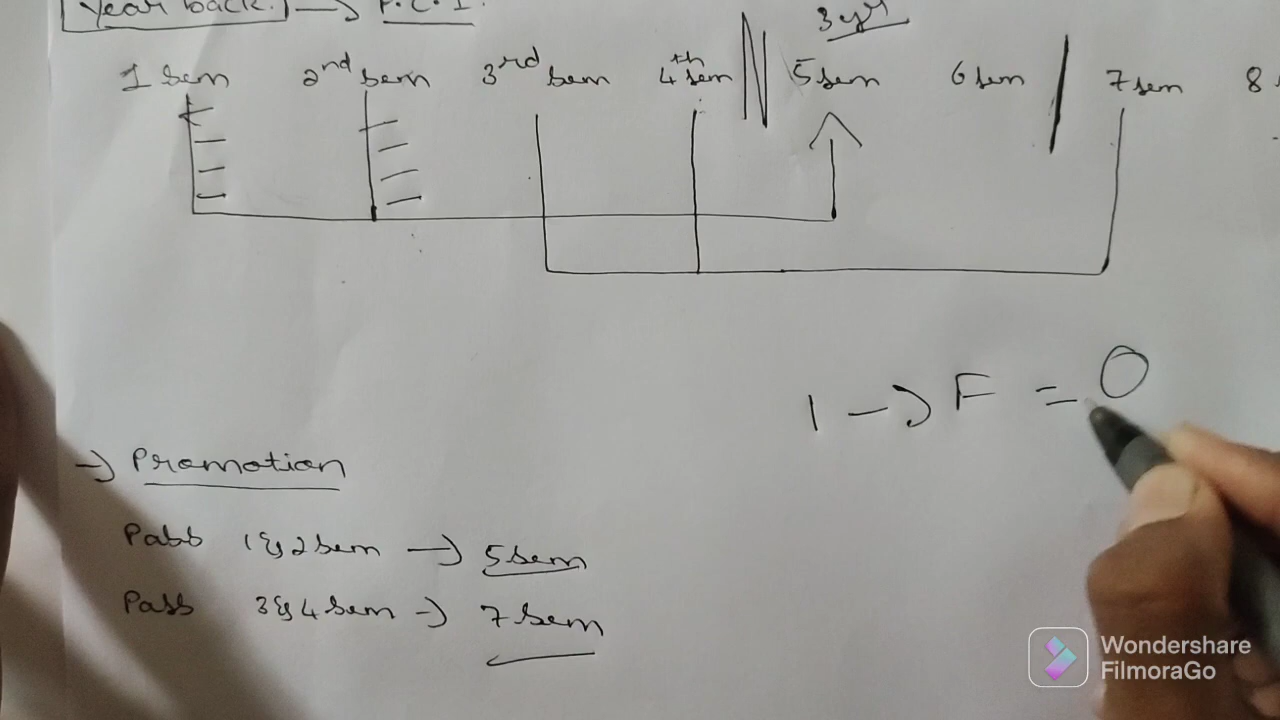 Year back. → P.C.I.
3 yr
1 sem 2nd sem 3rd sem 4th sem 5 sem 6 sem 7 sem 8
1 → F = 0
→ Promotion
Pass 1 & 2 sem → 5 sem
Pass 3 & 4 sem → 7 sem
Wondershare
FilmoraGo